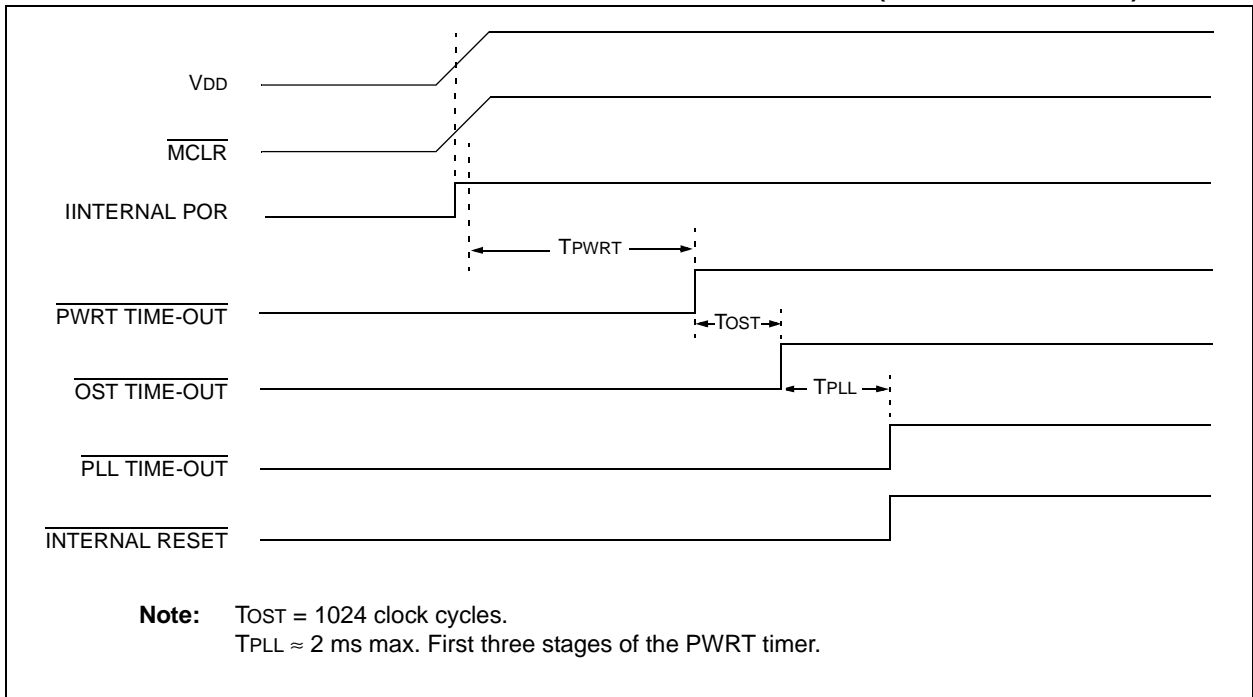 VDD
MCLR
IINTERNAL POR
TPWRT
PWRT TIME-OUT
TOST
OST TIME-OUT
TPLL
PLL TIME-OUT
INTERNAL RESET
Note: TOST = 1024 clock cycles.
TPLL ≈ 2 ms max. First three stages of the PWRT timer.